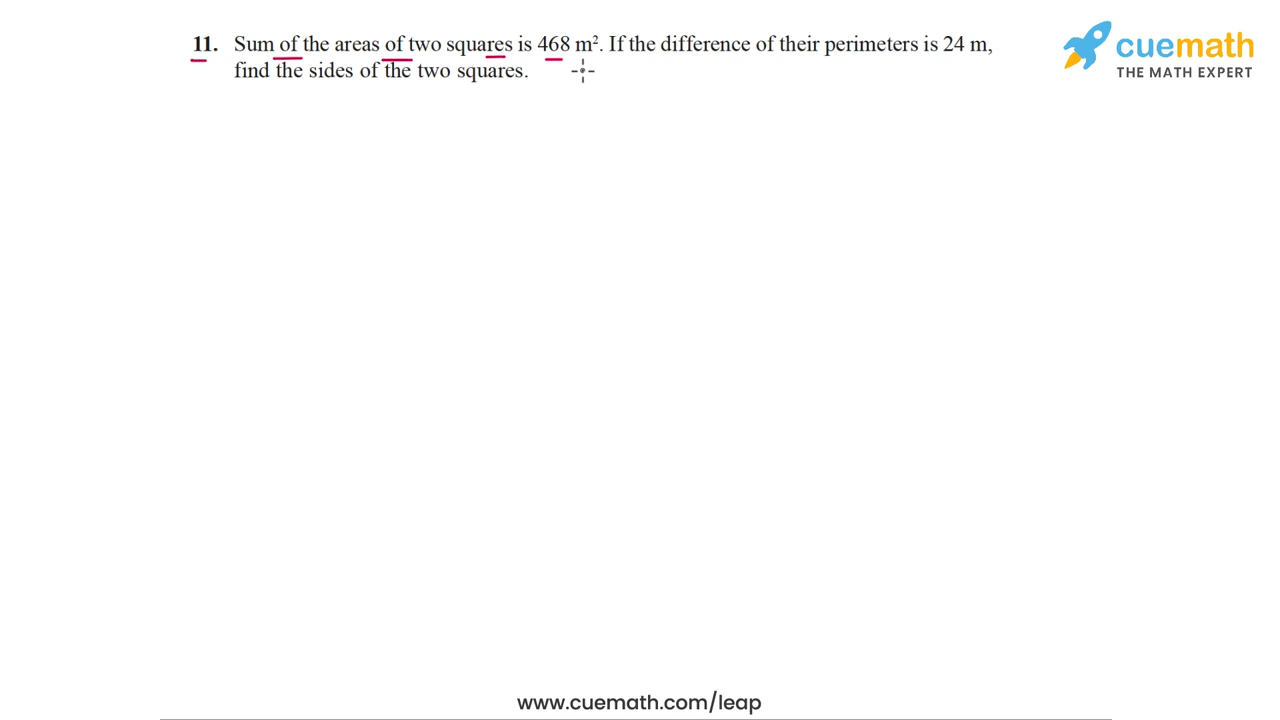 11. Sum of the areas of two squares is 468 m². If the difference of their perimeters is 24 m,
find the sides of the two squares.
cuemath
THE MATH EXPERT
www.cuemath.com/leap